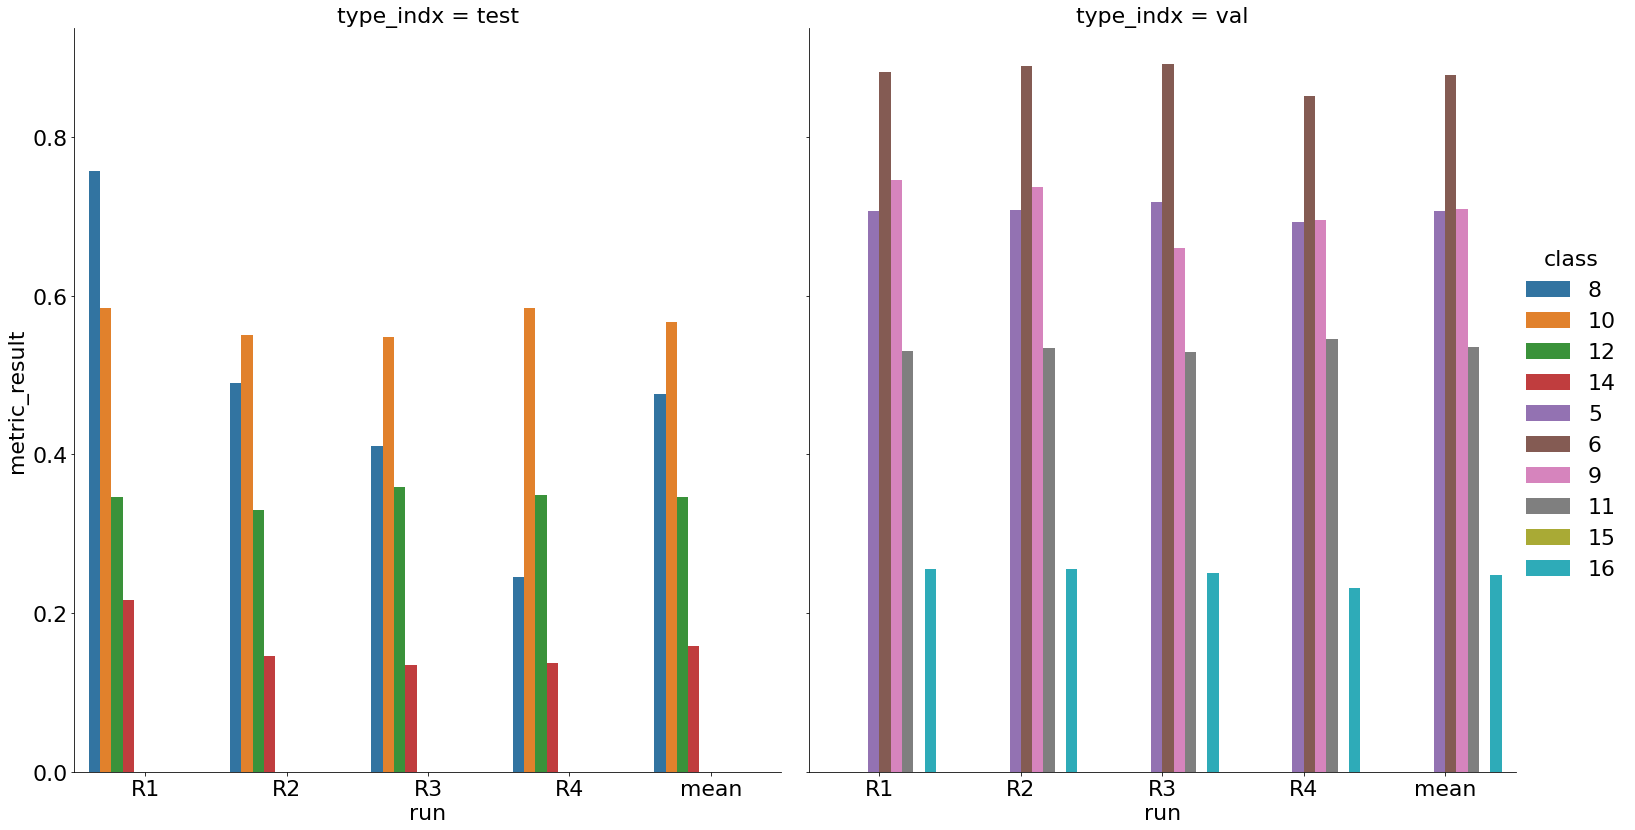 type_indx = test
type_indx = val
metric_result
0.8
0.6
0.4
0.2
0.0
R1 R2 R3 R4 mean
run
R1 R2 R3 R4 mean
run
class
8
10
12
14
5
6
9
11
15
16